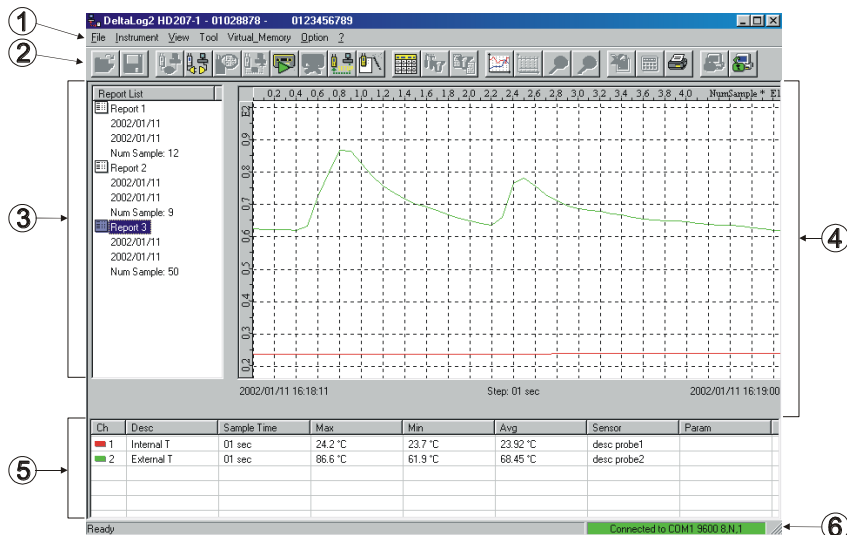 DeltaLog2 HD207-1 - 01028878 - 0123456789
1
File Instrument View Tool Virtual_Memory Option ?
2
Report List
Report 1
2002/01/11
2002/01/11
Num Sample: 12
Report 2
2002/01/11
2002/01/11
Num Sample: 9
Report 3
2002/01/11
2002/01/11
Num Sample: 50
3
0,2 0,4 0,6 0,8 1,0 1,2 1,4 1,6 1,8 2,0 2,2 2,4 2,6 2,8 3,0 3,2 3,4 3,6 3,8 4,0 NumSample * E1
E2
0,9
0,8
0,7
0,6
0,5
0,4
0,3
0,2
4
2002/01/11 16:18:11 Step: 01 sec 2002/01/11 16:19:00
Ch Desc Sample Time Max Min Avg Sensor Param
1 Internal T 01 sec 24.2 °C 23.7 °C 23.92 °C desc probe1
2 External T 01 sec 86.6 °C 61.9 °C 68.45 °C desc probe2
5
Ready Connected to COM1 9600 8,N,1
6